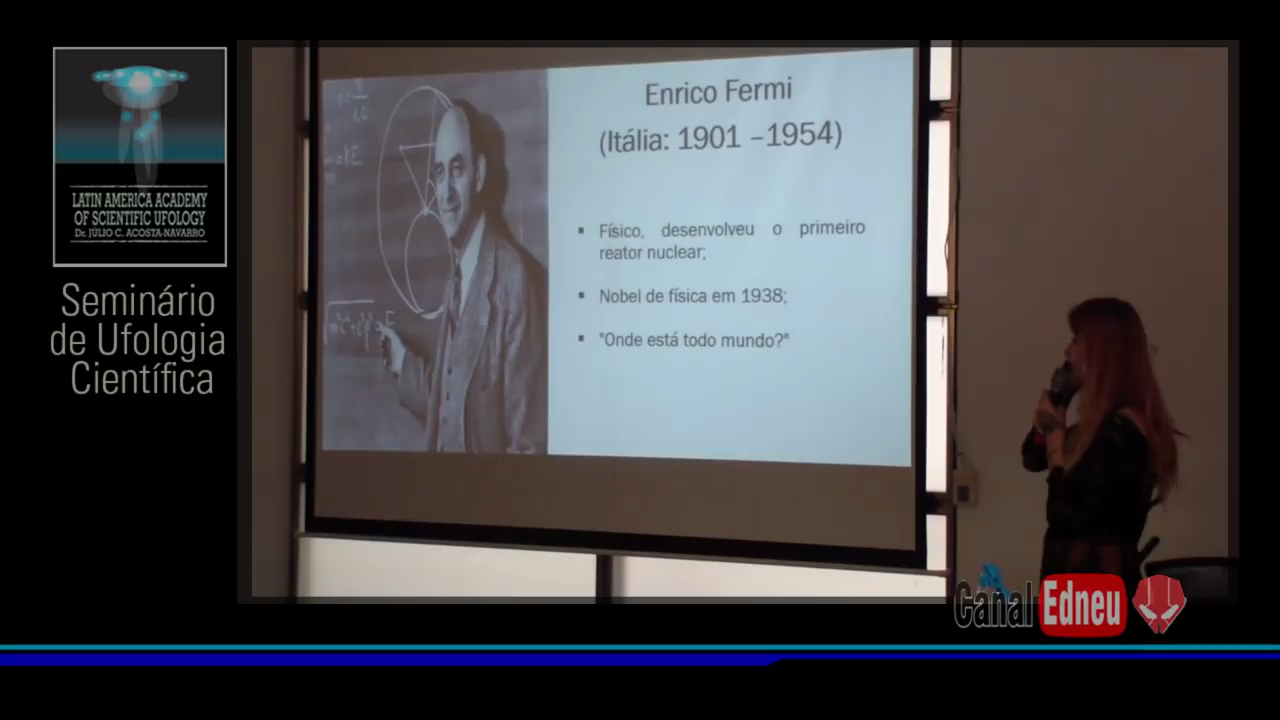 LATIN AMERICA ACADEMY
OF SCIENTIFIC UFOLOGY
Dr. JÚLIO C. ACOSTA-NAVARRO
Seminário
de Ufologia
Científica
Enrico Fermi
(Itália: 1901 –1954)
▪ Físico, desenvolveu o primeiro
reator nuclear;
▪ Nobel de física em 1938;
▪ "Onde está todo mundo?"
Canal Edneu